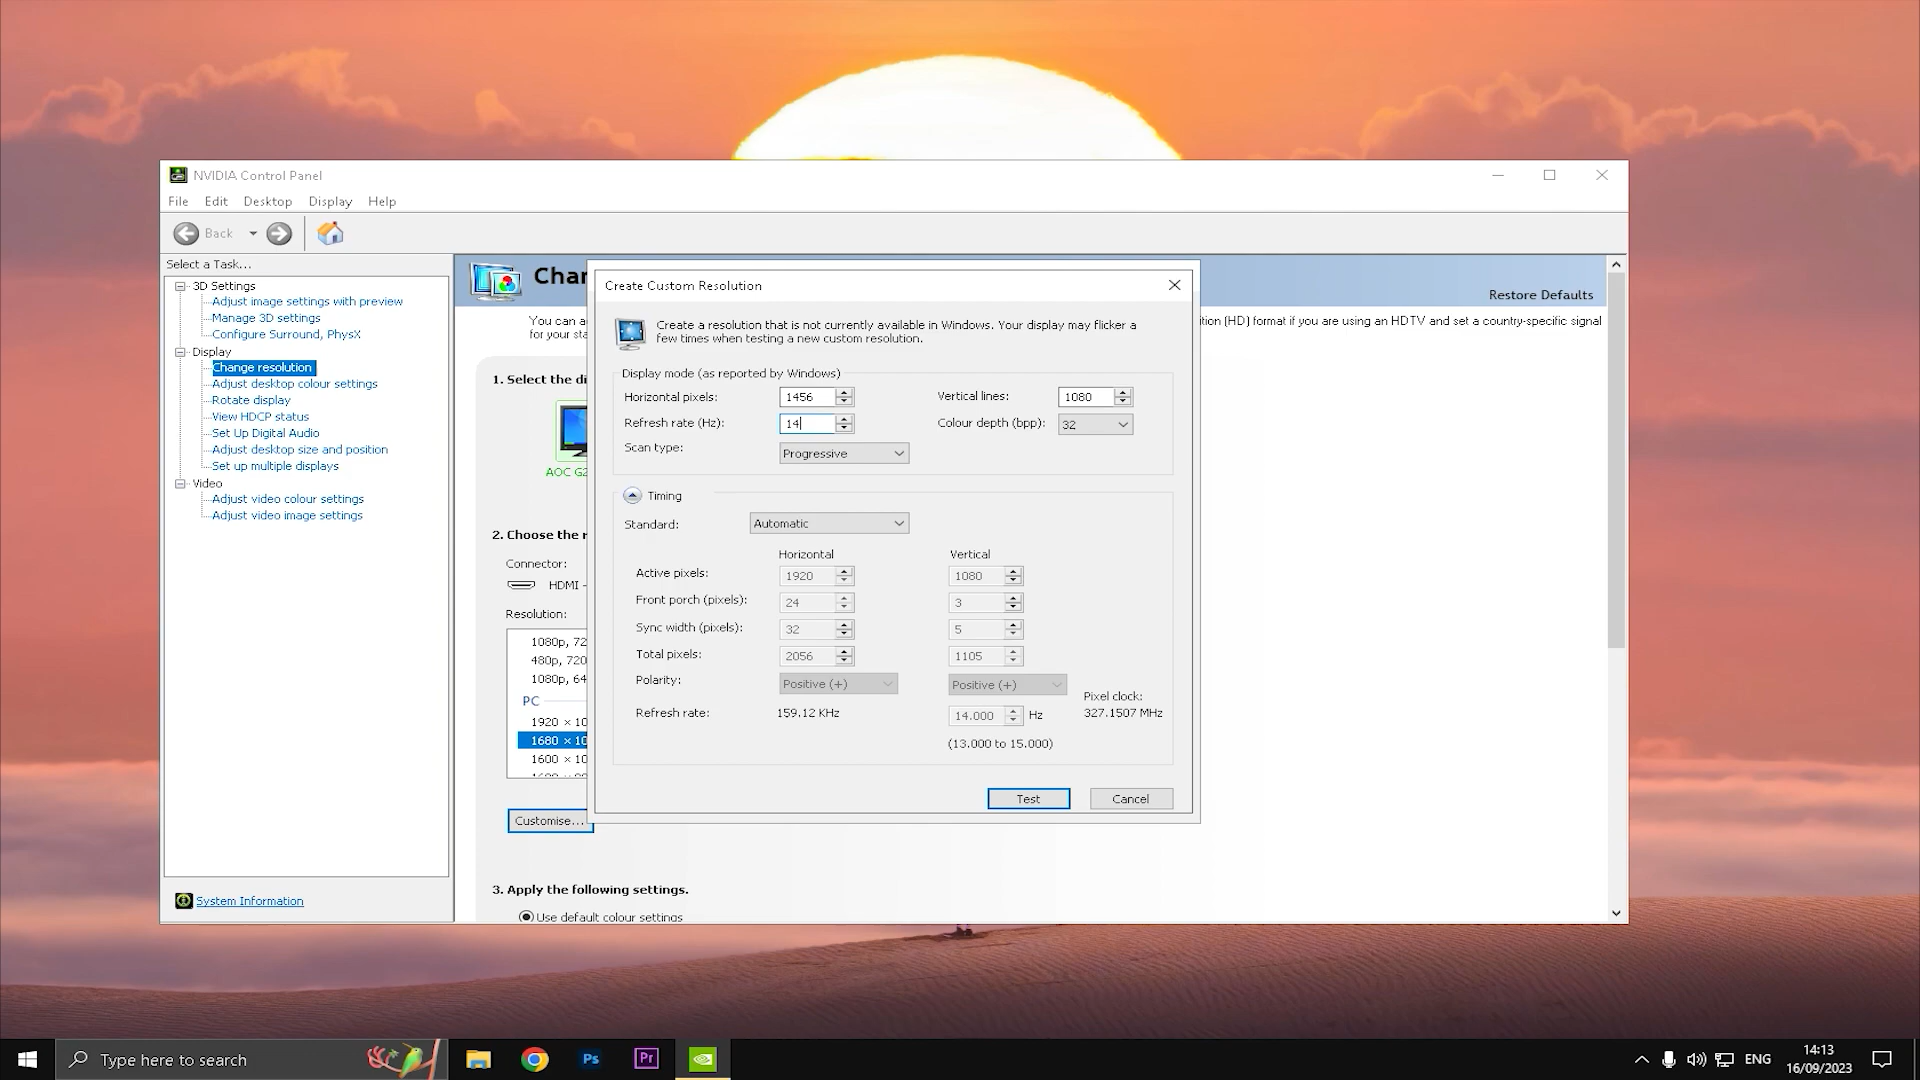 NVIDIA Control Panel
File Edit Desktop Display Help
Back
Select a Task...
3D Settings
Adjust image settings with preview
Manage 3D settings
Configure Surround, PhysX
Display
Change resolution
Adjust desktop colour settings
Rotate display
View HDCP status
Set Up Digital Audio
Adjust desktop size and position
Set up multiple displays
Video
Adjust video colour settings
Adjust video image settings
System Information
Char
Restore Defaults
You can a
tion (HD) format if you are using an HDTV and set a country-specific signal
for your sta
1. Select the di
AOC G2
2. Choose the r
Connector:
HDMI -
Resolution:
1080p, 72
480p, 720
1080p, 64
PC
1920 × 10
1680 × 10
1600 × 10
Customise...
3. Apply the following settings.
Use default colour settings
Create Custom Resolution
Create a resolution that is not currently available in Windows. Your display may flicker a
few times when testing a new custom resolution.
Display mode (as reported by Windows)
Horizontal pixels: 1456 Vertical lines: 1080
Refresh rate (Hz): 14 Colour depth (bpp): 32
Scan type: Progressive
Timing
Standard: Automatic
Horizontal Vertical
Active pixels: 1920 1080
Front porch (pixels): 24 3
Sync width (pixels): 32 5
Total pixels: 2056 1105
Polarity: Positive (+) Positive (+)
Pixel clock:
Refresh rate: 159.12 KHz 14.000 Hz 327.1507 MHz
(13.000 to 15.000)
Test Cancel
Type here to search
Ps
Pr
ENG
14:13
16/09/2023